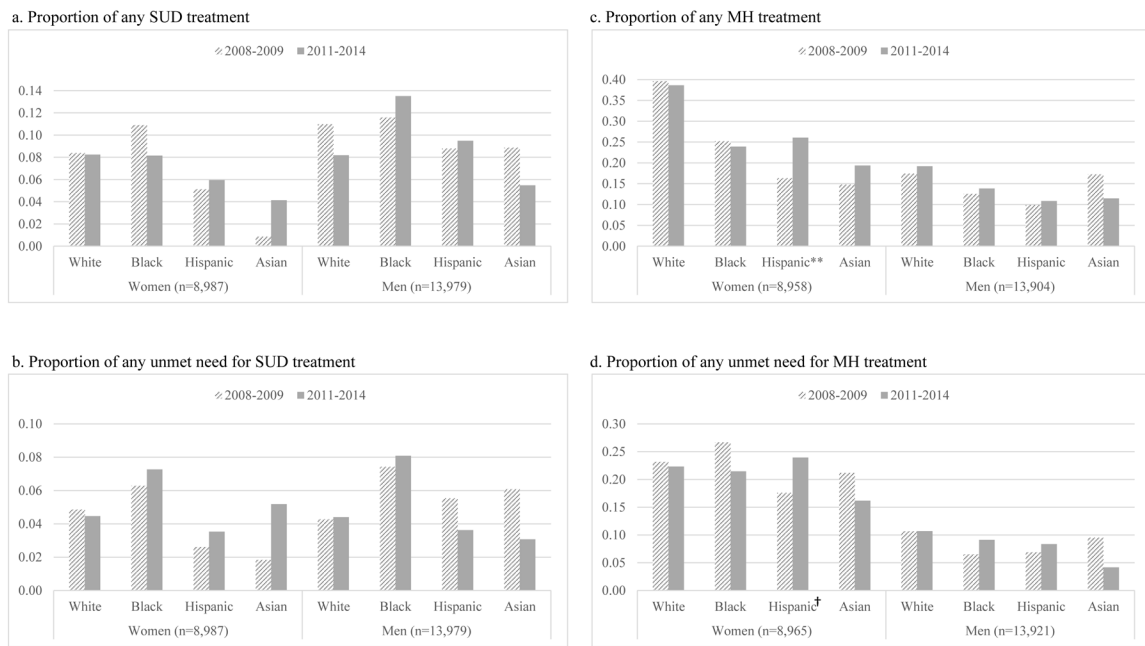 a. Proportion of any SUD treatment
2008-2009 2011-2014
0.14
0.12
0.10
0.08
0.06
0.04
0.02
0.00
White Black Hispanic Asian White Black Hispanic Asian
Women (n=8,987) Men (n=13,979)
c. Proportion of any MH treatment
2008-2009 2011-2014
0.40
0.35
0.30
0.25
0.20
0.15
0.10
0.05
0.00
White Black Hispanic** Asian White Black Hispanic Asian
Women (n=8,958) Men (n=13,904)
b. Proportion of any unmet need for SUD treatment
2008-2009 2011-2014
0.10
0.08
0.06
0.04
0.02
0.00
White Black Hispanic Asian White Black Hispanic Asian
Women (n=8,987) Men (n=13,979)
d. Proportion of any unmet need for MH treatment
2008-2009 2011-2014
0.30
0.25
0.20
0.15
0.10
0.05
0.00
White Black Hispanic† Asian White Black Hispanic Asian
Women (n=8,965) Men (n=13,921)